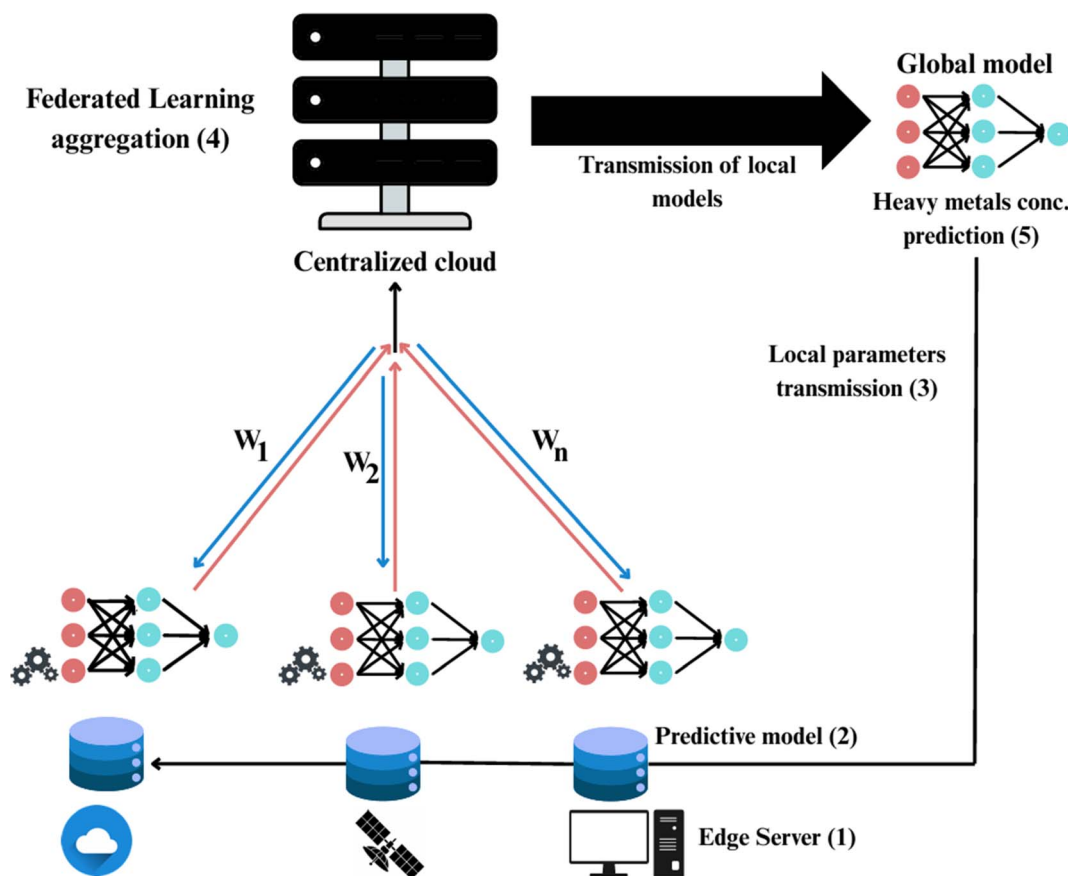 Federated Learning
aggregation (4)
Centralized cloud
Transmission of local
models
Global model
Heavy metals conc.
prediction (5)
Local parameters
transmission (3)
W1
W2
Wn
Predictive model (2)
Edge Server (1)